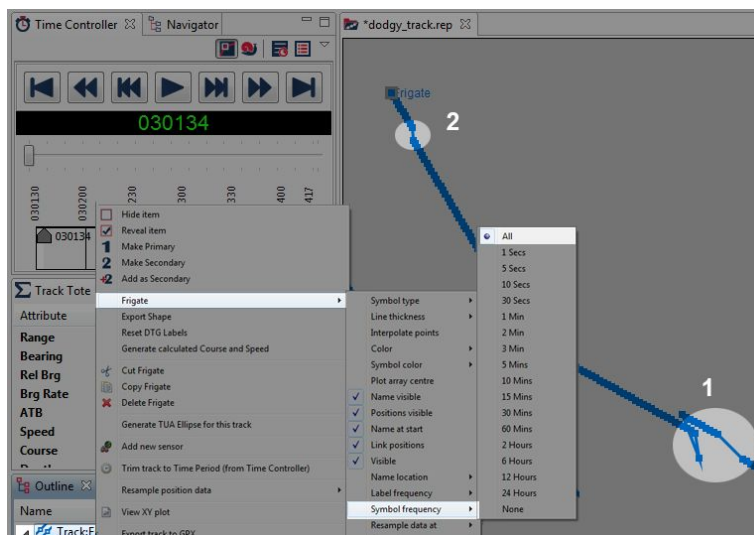 Time Controller
Navigator
*dodgy_track.rep
030134
030130
030200
230
300
330
400
417
030134
Track Tote
Attribute
Range
Bearing
Rel Brg
Brg Rate
ATB
Speed
Course
Outline
Name
Hide item
Reveal item
1 Make Primary
2 Make Secondary
+2 Add as Secondary
Frigate
Export Shape
Reset DTG Labels
Generate calculated Course and Speed
Cut Frigate
Copy Frigate
Delete Frigate
Generate TUA Ellipse for this track
Add new sensor
Trim track to Time Period (from Time Controller)
Resample position data
View XY plot
Export track to GPX
Symbol type
Line thickness
Interpolate points
Color
Symbol color
Plot array centre
Name visible
Positions visible
Name at start
Link positions
Visible
Name location
Label frequency
Symbol frequency
Resample data at
All
1 Secs
5 Secs
10 Secs
30 Secs
1 Min
2 Min
3 Min
5 Mins
10 Mins
15 Mins
30 Mins
60 Mins
2 Hours
6 Hours
12 Hours
24 Hours
None
rigate
2
1